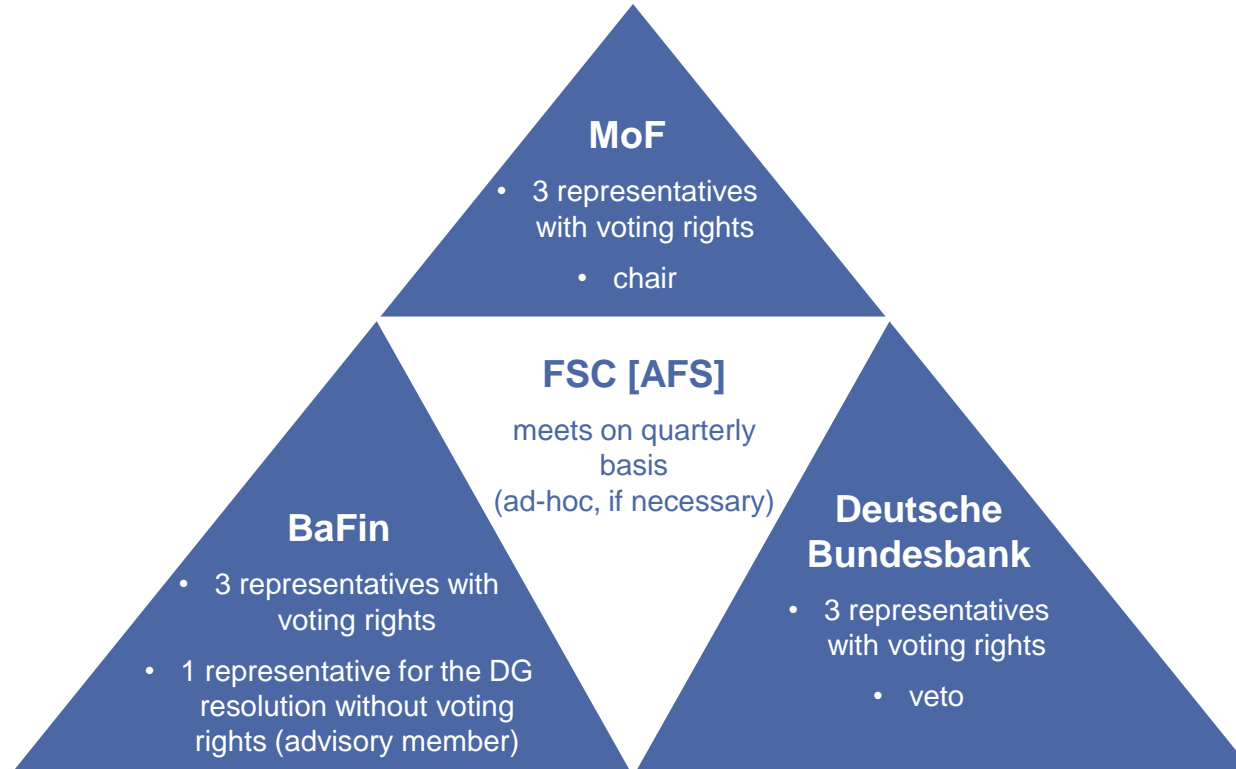 MoF
• 3 representatives
with voting rights
• chair
FSC [AFS]
meets on quarterly
basis
(ad-hoc, if necessary)
BaFin
• 3 representatives with
voting rights
• 1 representative for the DG
resolution without voting
rights (advisory member)
Deutsche
Bundesbank
• 3 representatives
with voting rights
• veto